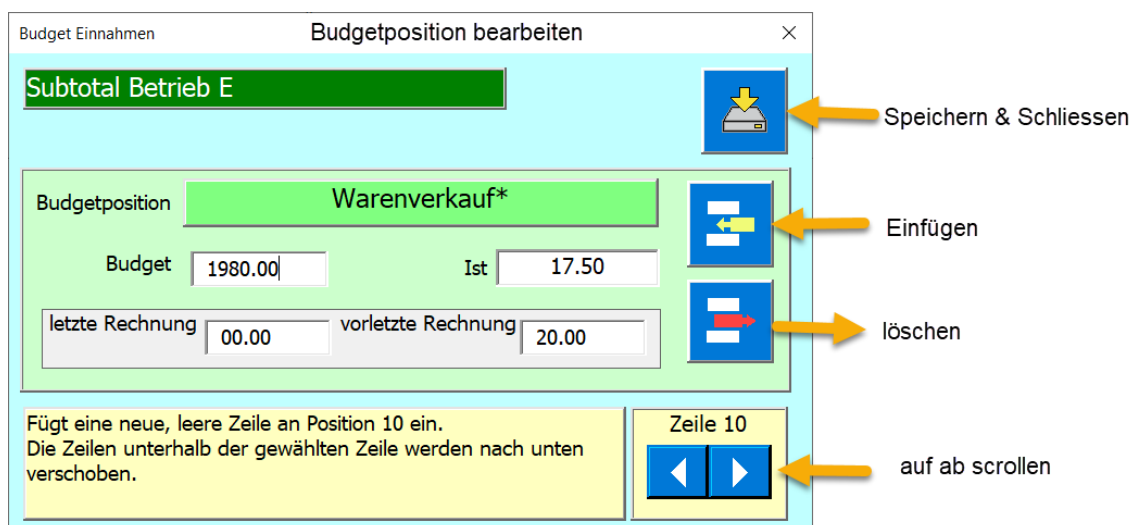 Budget Einnahmen Budgetposition bearbeiten
Subtotal Betrieb E
Speichern & Schliessen
Budgetposition Warenverkauf*
Einfügen
Budget 1980.00 Ist 17.50
letzte Rechnung 00.00 vorletzte Rechnung 20.00
löschen
Fügt eine neue, leere Zeile an Position 10 ein.
Die Zeilen unterhalb der gewählten Zeile werden nach unten
verschoben.
Zeile 10
auf ab scrollen